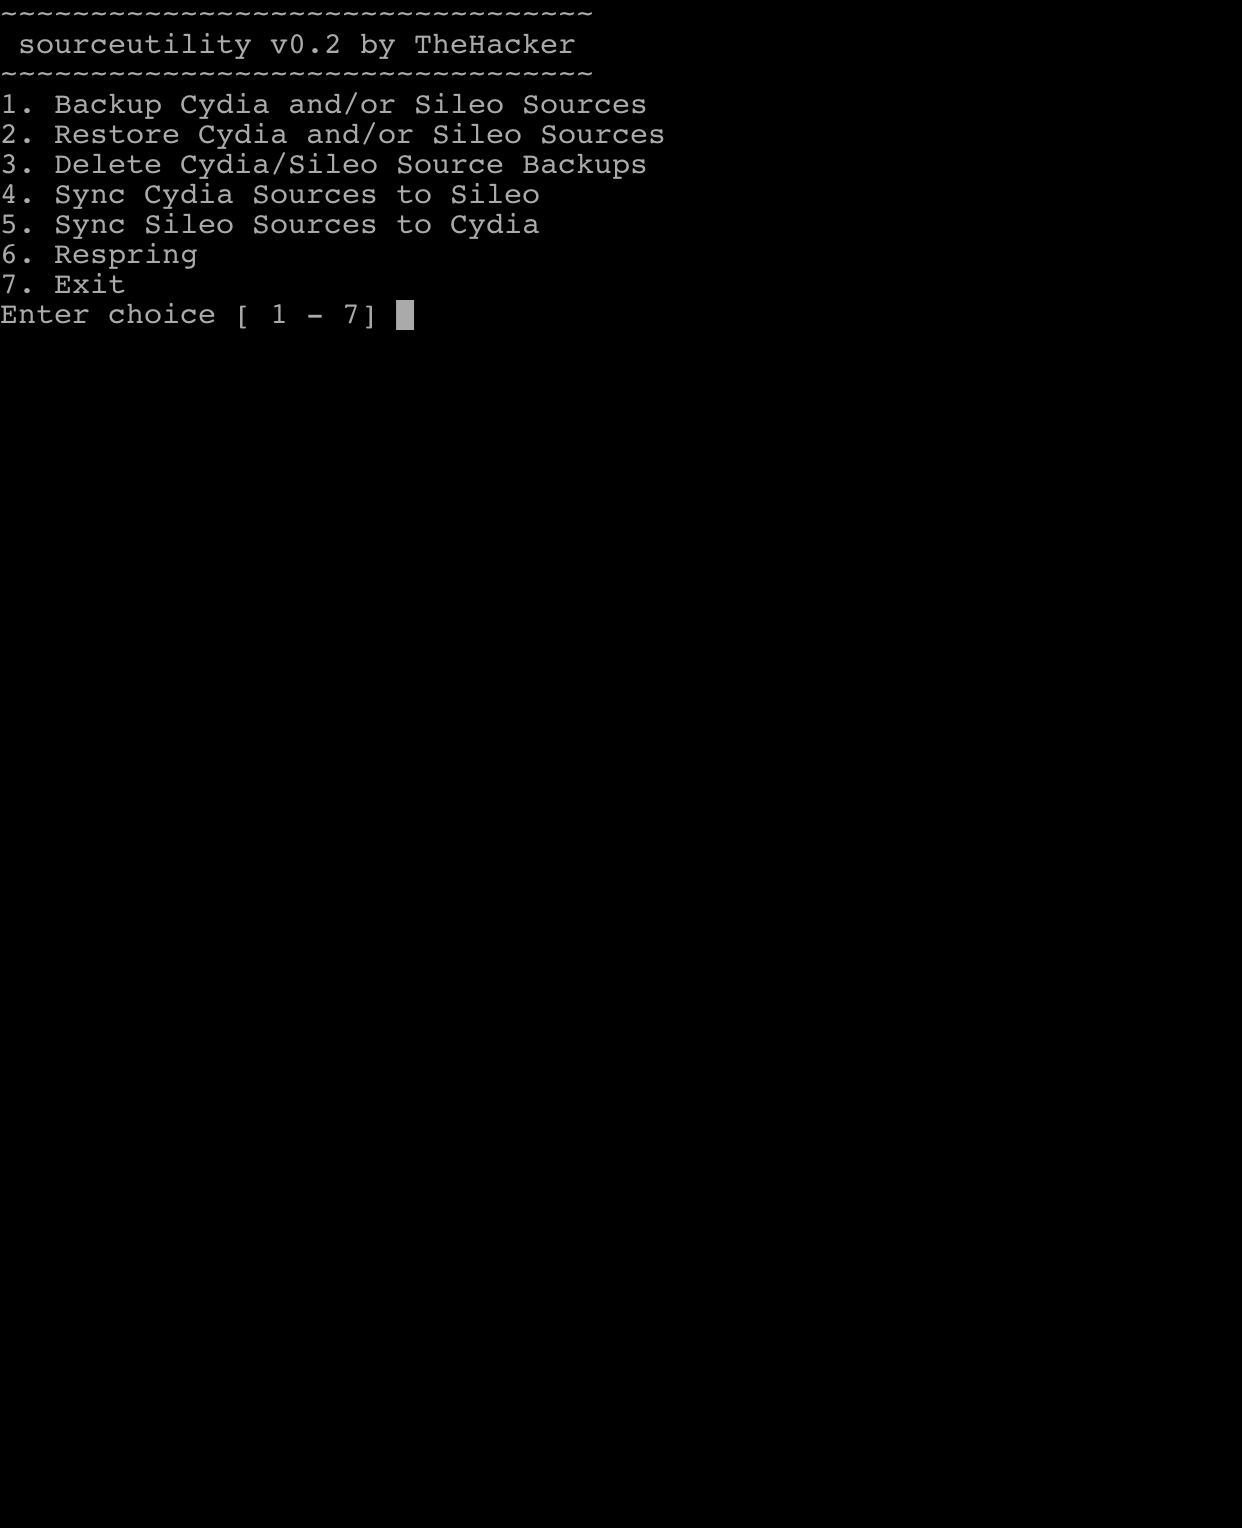 ~~~~~~~~~~~~~~~~~~~~~~~~~~~~~~~~~
 sourceutility v0.2 by TheHacker
~~~~~~~~~~~~~~~~~~~~~~~~~~~~~~~~~
1. Backup Cydia and/or Sileo Sources
2. Restore Cydia and/or Sileo Sources
3. Delete Cydia/Sileo Source Backups
4. Sync Cydia Sources to Sileo
5. Sync Sileo Sources to Cydia
6. Respring
7. Exit
Enter choice [ 1 - 7]